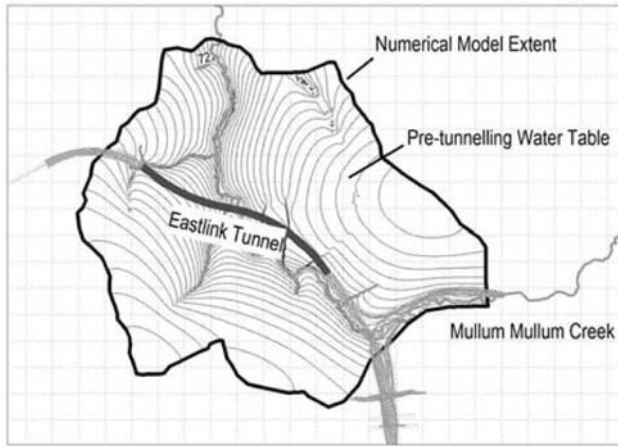 Numerical Model Extent
72
Pre-tunnelling Water Table
Eastlink Tunnel
Mullum Mullum Creek